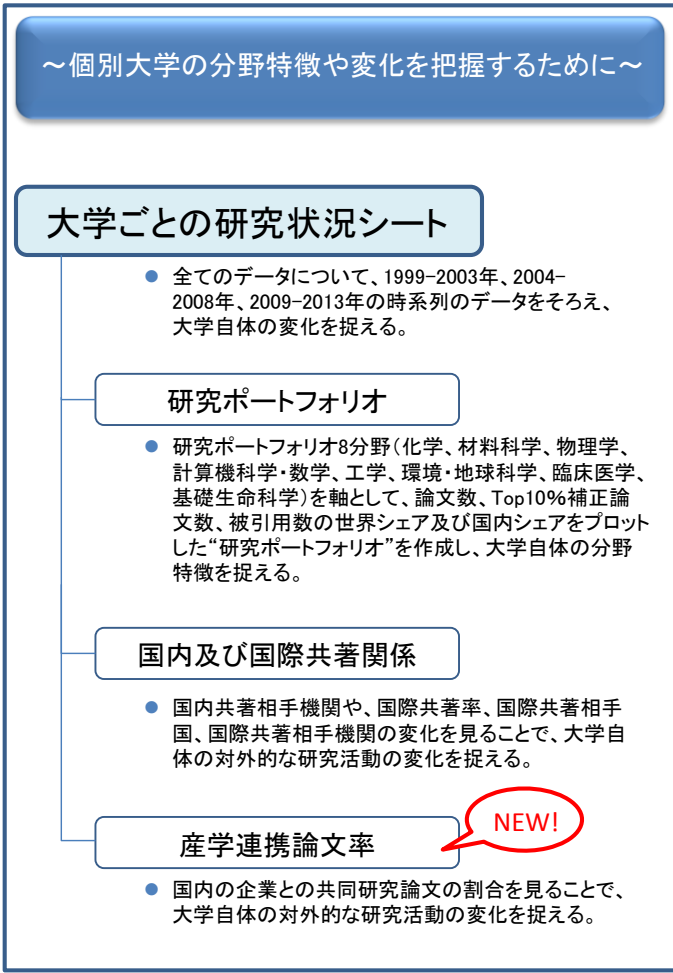 ～個別大学の分野特徴や変化を把握するために～
大学ごとの研究状況シート
● 全てのデータについて、1999-2003年、2004-
2008年、2009-2013年の時系列のデータをそろえ、
大学自体の変化を捉える。
研究ポートフォリオ
● 研究ポートフォリオ8分野（化学、材料科学、物理学、
計算機科学・数学、工学、環境・地球科学、臨床医学、
基礎生命科学）を軸として、論文数、Top10%補正論
文数、被引用数の世界シェア及び国内シェアをプロット
した“研究ポートフォリオ”を作成し、大学自体の分野
特徴を捉える。
国内及び国際共著関係
● 国内共著相手機関や、国際共著率、国際共著相手
国、国際共著相手機関の変化を見ることで、大学自
体の対外的な研究活動の変化を捉える。
NEW!
産学連携論文率
● 国内の企業との共同研究論文の割合を見ることで、
大学自体の対外的な研究活動の変化を捉える。